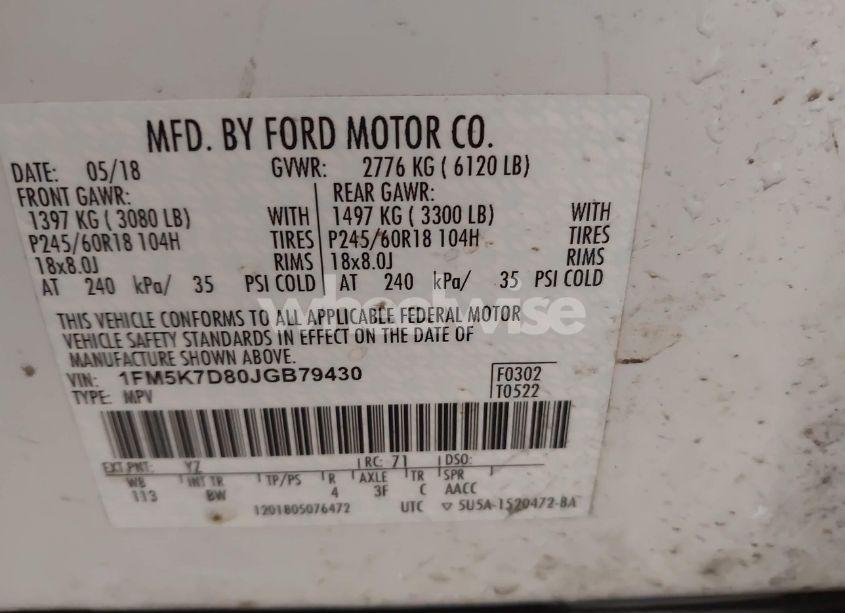 MFD. BY FORD MOTOR CO.
DATE: 05/18 GVWR: 2776 KG ( 6120 LB)
FRONT GAWR: REAR GAWR:
1397 KG ( 3080 LB) WITH 1497 KG ( 3300 LB) WITH
P245/60R18 104H TIRES P245/60R18 104H TIRES
18x8.0J RIMS 18x8.0J RIMS
AT 240 kPa/ 35 PSI COLD AT 240 kPa/ 35 PSI COLD
wheelwise
THIS VEHICLE CONFORMS TO ALL APPLICABLE FEDERAL MOTOR
VEHICLE SAFETY STANDARDS IN EFFECT ON THE DATE OF
MANUFACTURE SHOWN ABOVE.
VIN: 1FM5K7D80JGB79430 F0302
TYPE: MPV T0522
EXT PNT: YZ RC: 71 DSO:
WB INT TR TP/PS R AXLE TR SPR
113 BW 4 3F C AACC
1201805076472 UTC ▽ 5U5A-1520472-BA